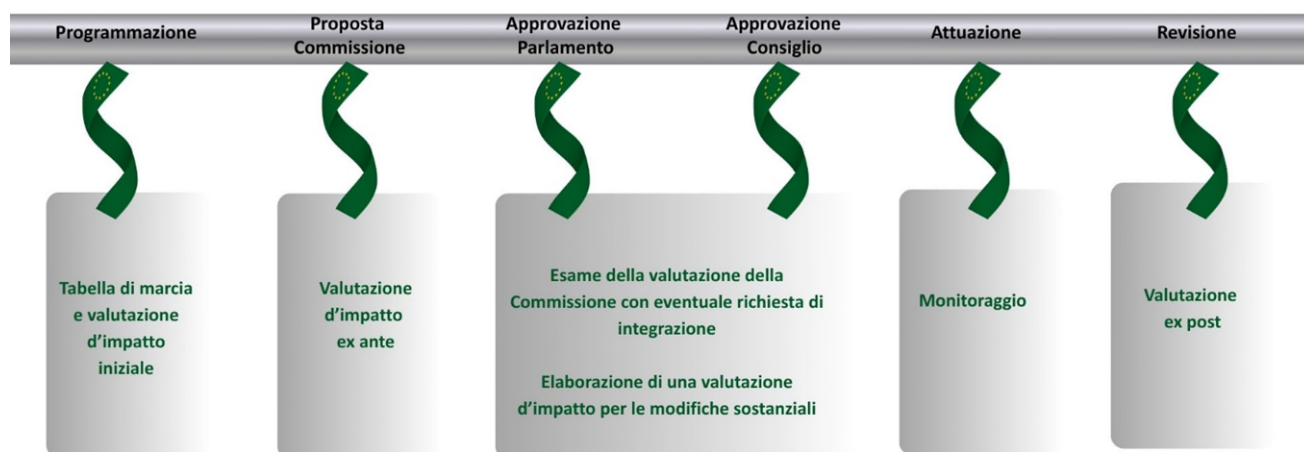 Programmazione
Proposta
Commissione
Approvazione
Parlamento
Approvazione
Consiglio
Attuazione
Revisione
Tabella di marcia
e valutazione
d’impatto
iniziale
Valutazione
d’impatto
ex ante
Esame della valutazione della
Commissione con eventuale richiesta di
integrazione
Elaborazione di una valutazione
d’impatto per le modifiche sostanziali
Monitoraggio
Valutazione
ex post